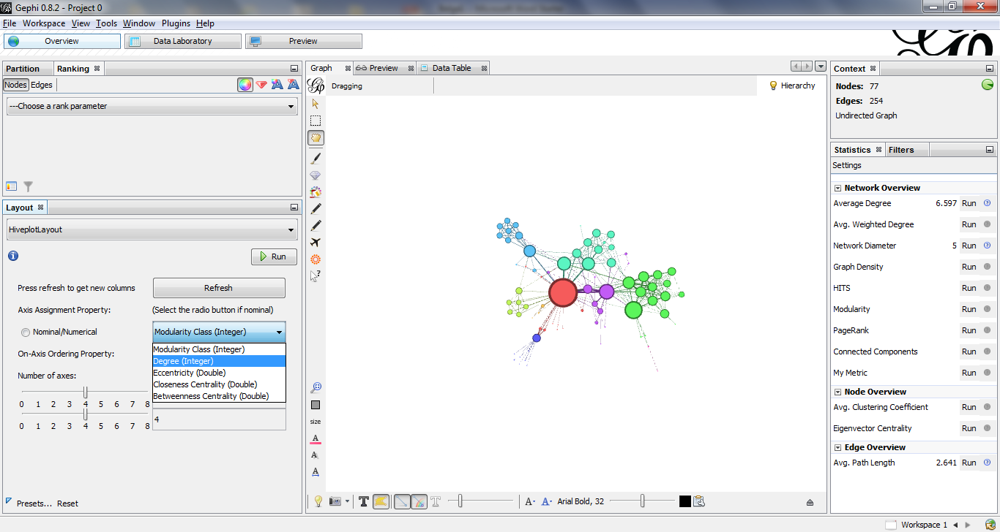 Gephi 0.8.2 - Project 0
File Workspace View Tools Window Plugins Help
Overview Data Laboratory Preview
Partition Ranking
Nodes Edges
---Choose a rank parameter
Layout
HiveplotLayout
Run
Press refresh to get new columns Refresh
Axis Assignment Property: (Select the radio button if nominal)
Nominal/Numerical Modularity Class (Integer)
Modularity Class (Integer)
On-Axis Ordering Property: Degree (Integer)
Eccentricity (Double)
Number of axes: Closeness Centrality (Double)
Betweenness Centrality (Double)
0 1 2 3 4 5 6 7 8
4
0 1 2 3 4 5 6 7 8
Presets... Reset
Graph Preview Data Table
Dragging Hierarchy
size
A
A
A
T T A A Arial Bold, 32
Context
Nodes: 77
Edges: 254
Undirected Graph
Statistics Filters
Settings
Network Overview
Average Degree 6.597 Run
Avg. Weighted Degree Run
Network Diameter 5 Run
Graph Density Run
HITS Run
Modularity Run
PageRank Run
Connected Components Run
My Metric Run
Node Overview
Avg. Clustering Coefficient Run
Eigenvector Centrality Run
Edge Overview
Avg. Path Length 2.641 Run
Workspace 1